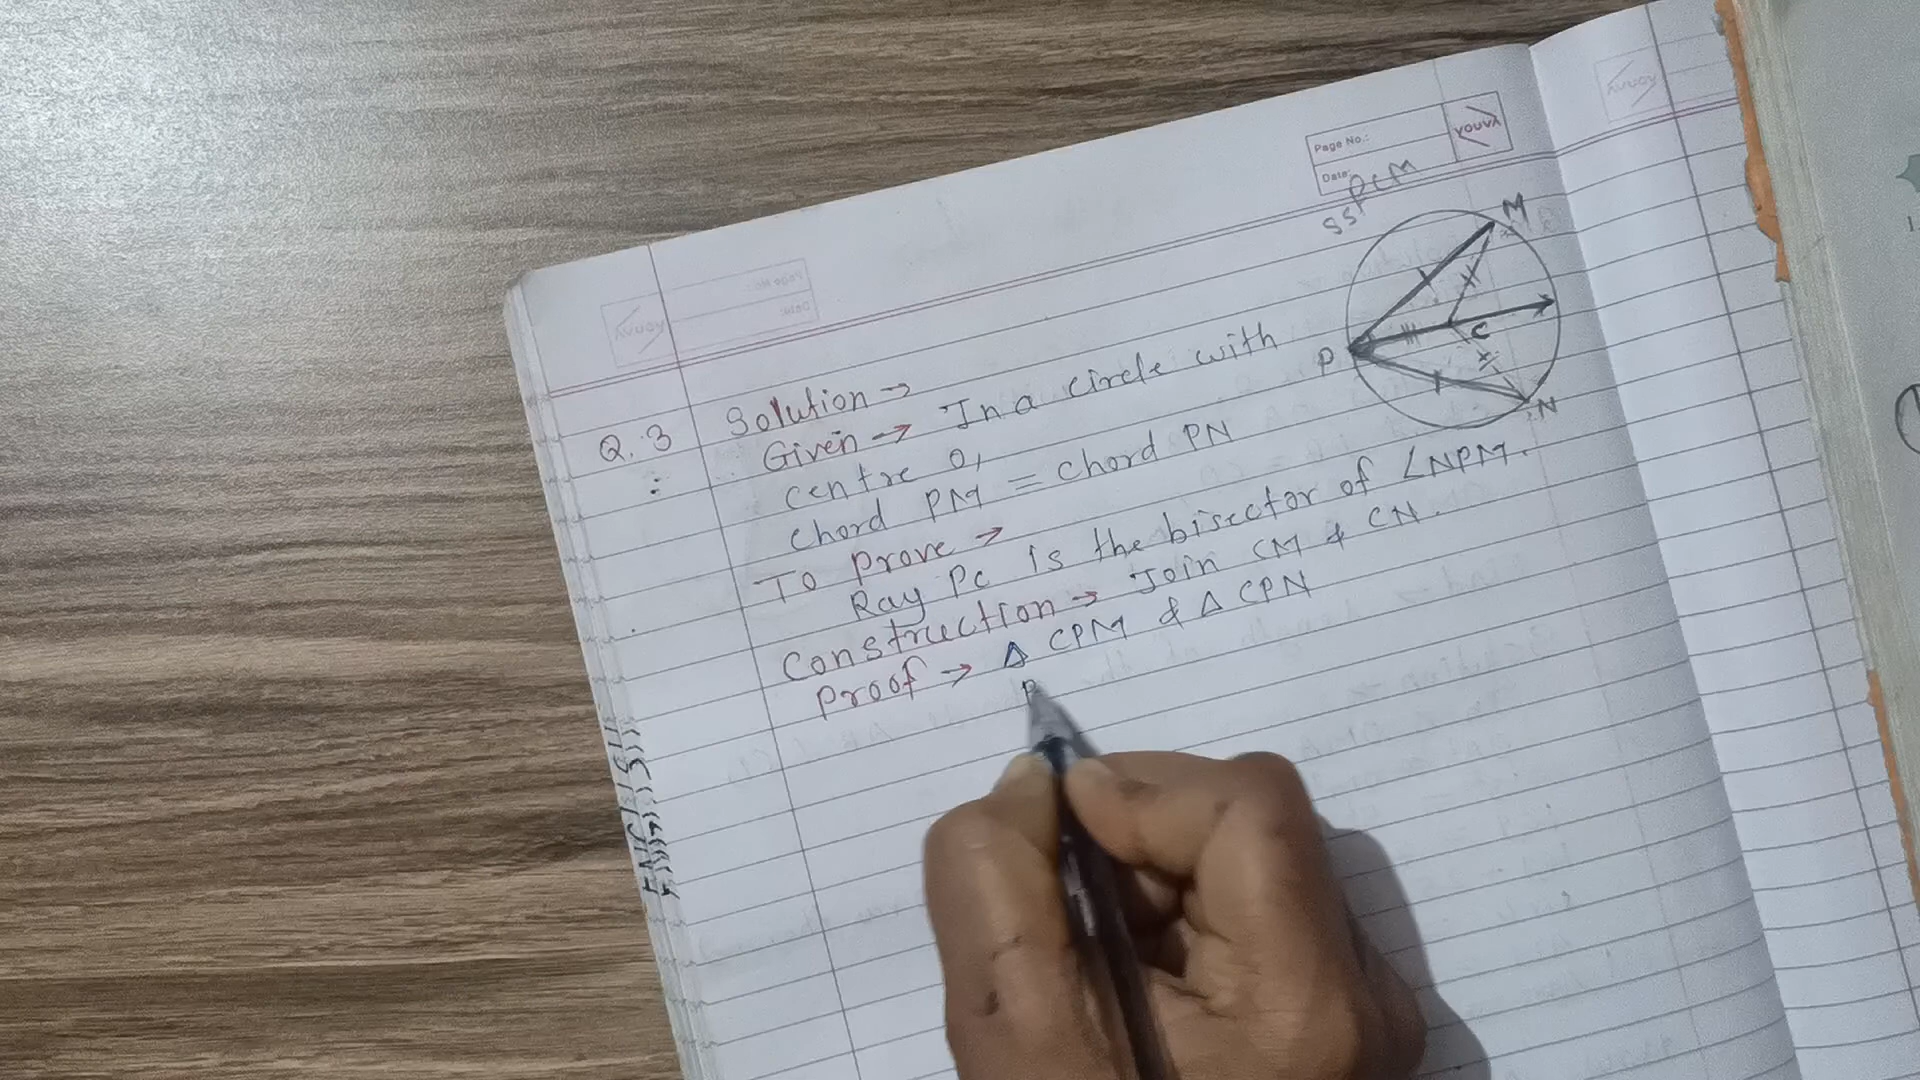 Page No.:
Date:
YOUVA
PCM
SS
M
P
C
N
Q.3
Solution →
Given → In a circle with
centre O,
chord PM = chord PN
To Prove →
Ray PC is the bisector of ∠NPM.
Construction → Join CM & CN.
Proof → Δ CPM & Δ CPN
P